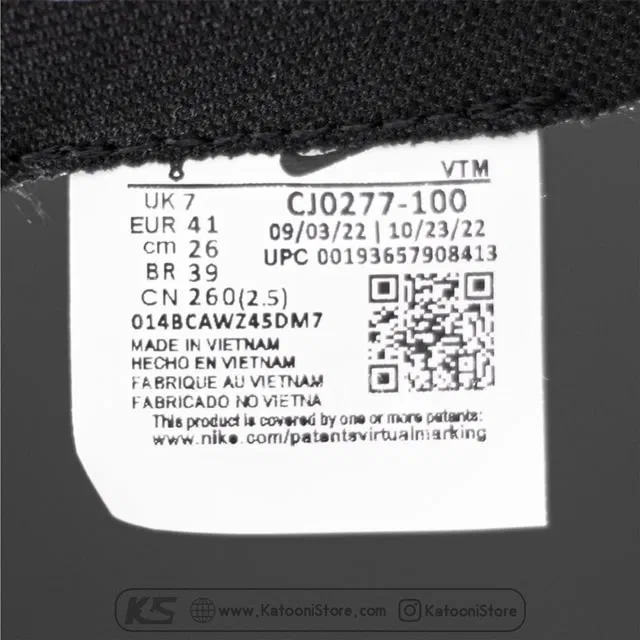 8
VTM
UK 7
EUR 41
cm 26
BR 39
CN 260(2.5)
CJ0277-100
09/03/22 | 10/23/22
UPC 00193657908413
014BCAWZ45DM7
MADE IN VIETNAM
HECHO EN VIETNAM
FABRIQUE AU VIETNAM
FABRICADO NO VIETNA
This product is covered by one or more patents:
www.nike.com/patentsvirtualmarking
KS www.KatooniStore.com KatooniStore